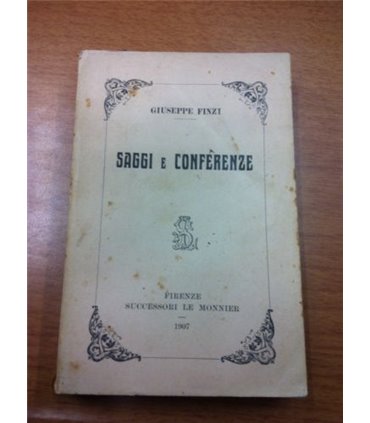 GIUSEPPE FINZI
SAGGI E CONFERENZE
FIRENZE
SUCCESSORI LE MONNIER
1907